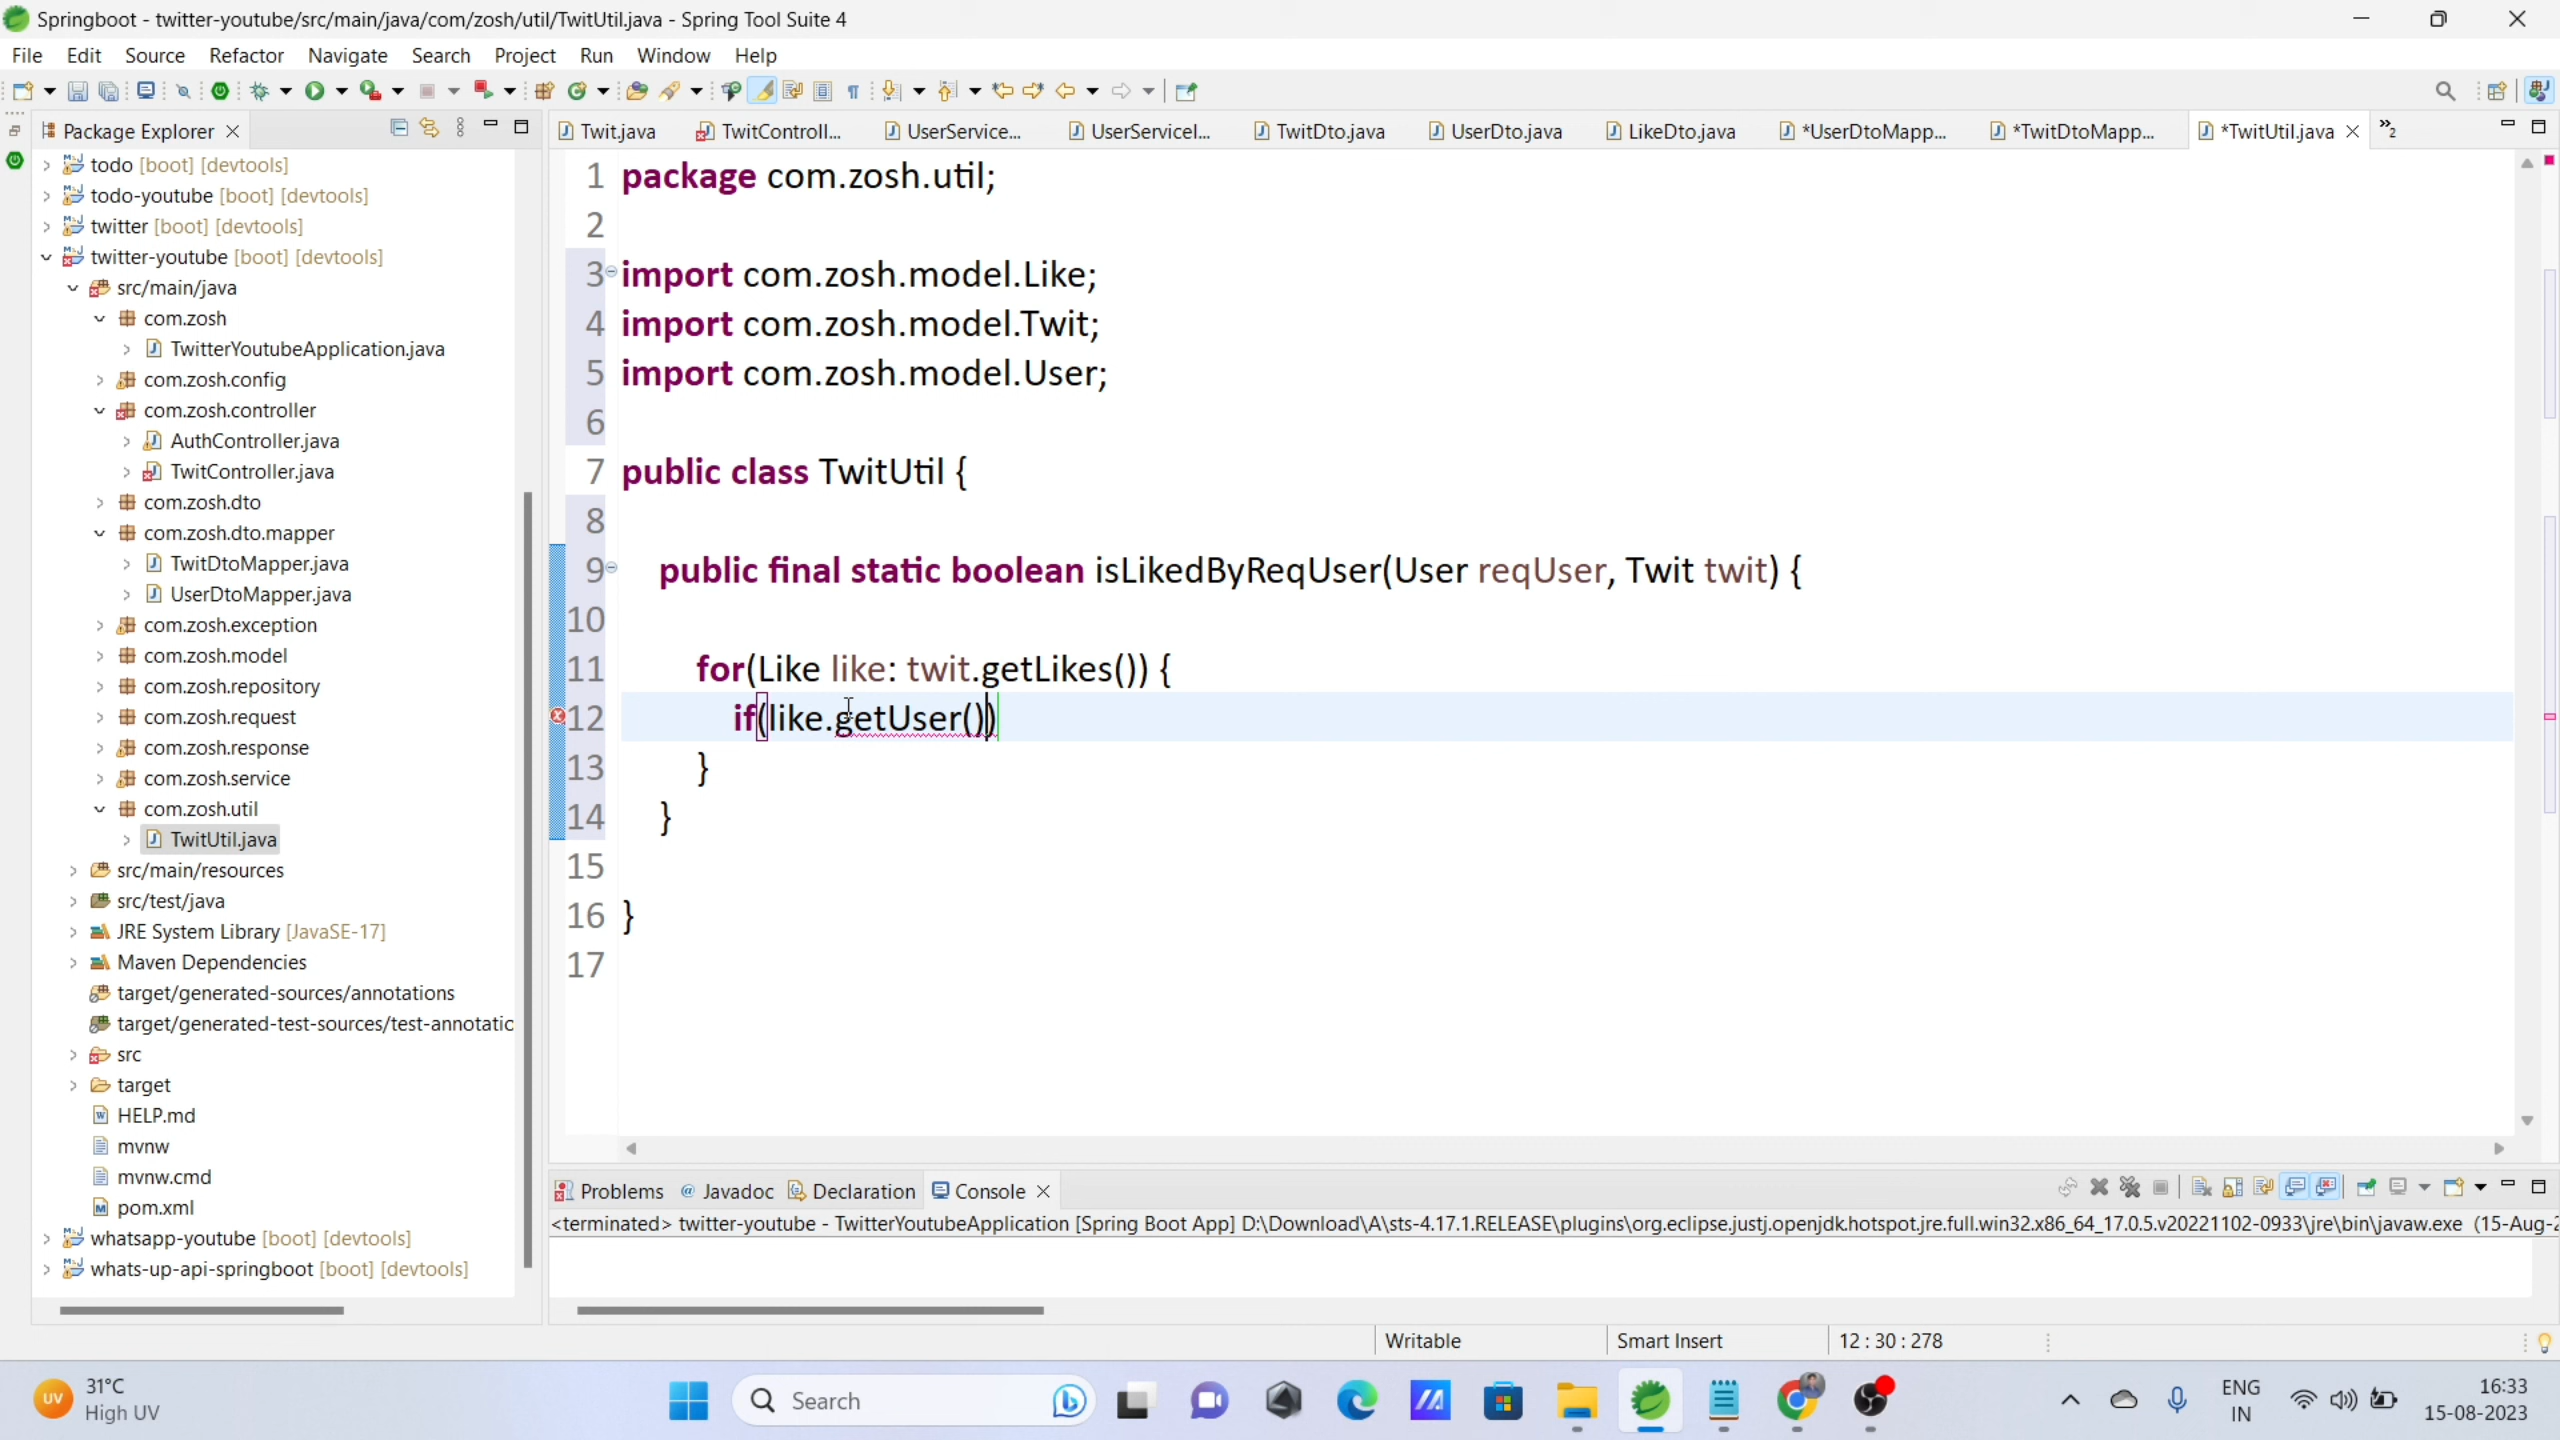 Springboot - twitter-youtube/src/main/java/com/zosh/util/TwitUtil.java - Spring Tool Suite 4
File Edit Source Refactor Navigate Search Project Run Window Help
Package Explorer
todo [boot] [devtools]
todo-youtube [boot] [devtools]
twitter [boot] [devtools]
twitter-youtube [boot] [devtools]
src/main/java
com.zosh
TwitterYoutubeApplication.java
com.zosh.config
com.zosh.controller
AuthController.java
TwitController.java
com.zosh.dto
com.zosh.dto.mapper
TwitDtoMapper.java
UserDtoMapper.java
com.zosh.exception
com.zosh.model
com.zosh.repository
com.zosh.request
com.zosh.response
com.zosh.service
com.zosh.util
TwitUtil.java
src/main/resources
src/test/java
JRE System Library [JavaSE-17]
Maven Dependencies
target/generated-sources/annotations
target/generated-test-sources/test-annotatic
src
target
HELP.md
mvnw
mvnw.cmd
pom.xml
whatsapp-youtube [boot] [devtools]
whats-up-api-springboot [boot] [devtools]
Twit.java TwitControll... UserService... UserServiceI... TwitDto.java UserDto.java LikeDto.java *UserDtoMapp... *TwitDtoMapp... *TwitUtil.java »2
1 package com.zosh.util;
2
3 import com.zosh.model.Like;
4 import com.zosh.model.Twit;
5 import com.zosh.model.User;
6
7 public class TwitUtil {
8
9 public final static boolean isLikedByReqUser(User reqUser, Twit twit) {
10
11 for(Like like: twit.getLikes()) {
12 if(like.getUser())
13 }
14 }
15
16 }
17
Problems @ Javadoc Declaration Console
<terminated> twitter-youtube - TwitterYoutubeApplication [Spring Boot App] D:\Download\A\sts-4.17.1.RELEASE\plugins\org.eclipse.justj.openjdk.hotspot.jre.full.win32.x86_64_17.0.5.v20221102-0933\jre\bin\javaw.exe (15-Aug-2
Writable Smart Insert 12 : 30 : 278
UV 31°C
High UV
Search
ENG
IN
16:33
15-08-2023